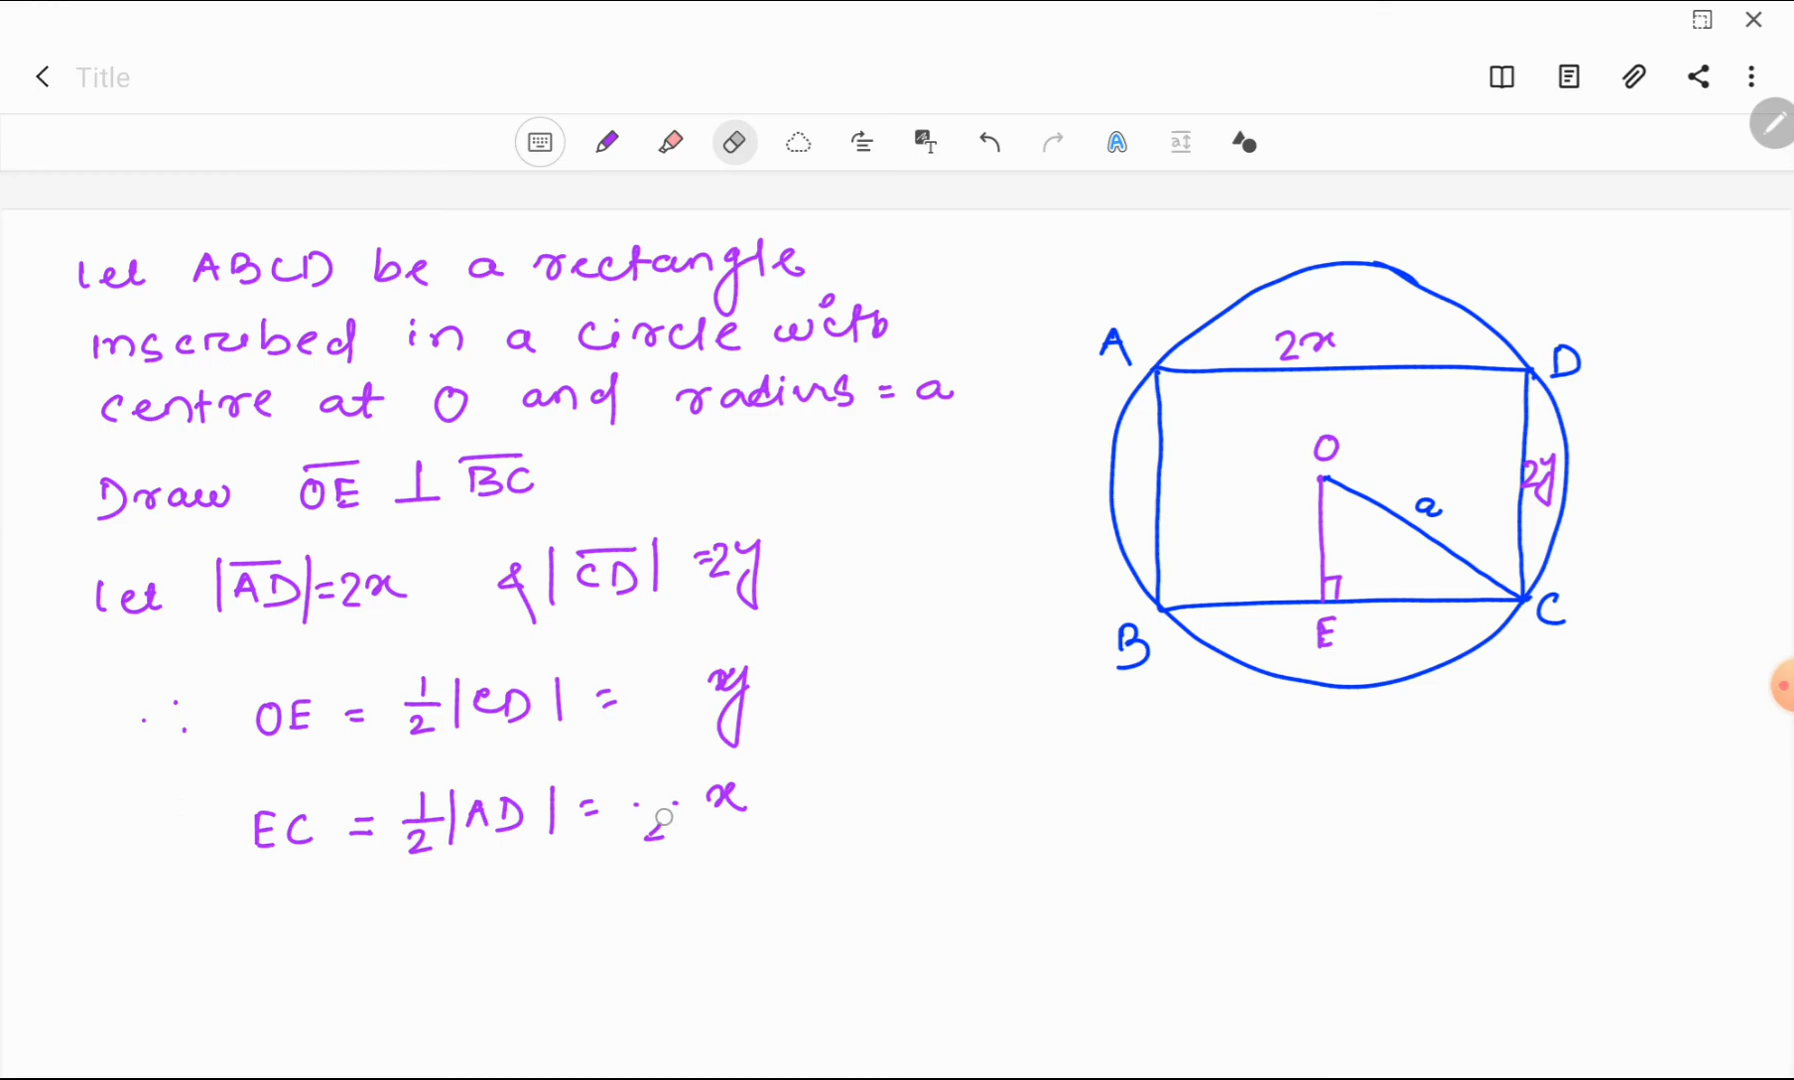 Title
Let ABCD be a rectangle
inscribed in a circle with
centre at O and radius = a
Draw OE ⊥ BC
Let |AD| = 2x & |CD| = 2y
∴ OE = 1/2 |CD| = y
EC = 1/2 |AD| = x
A
2x
D
O
a
2y
E
B
C